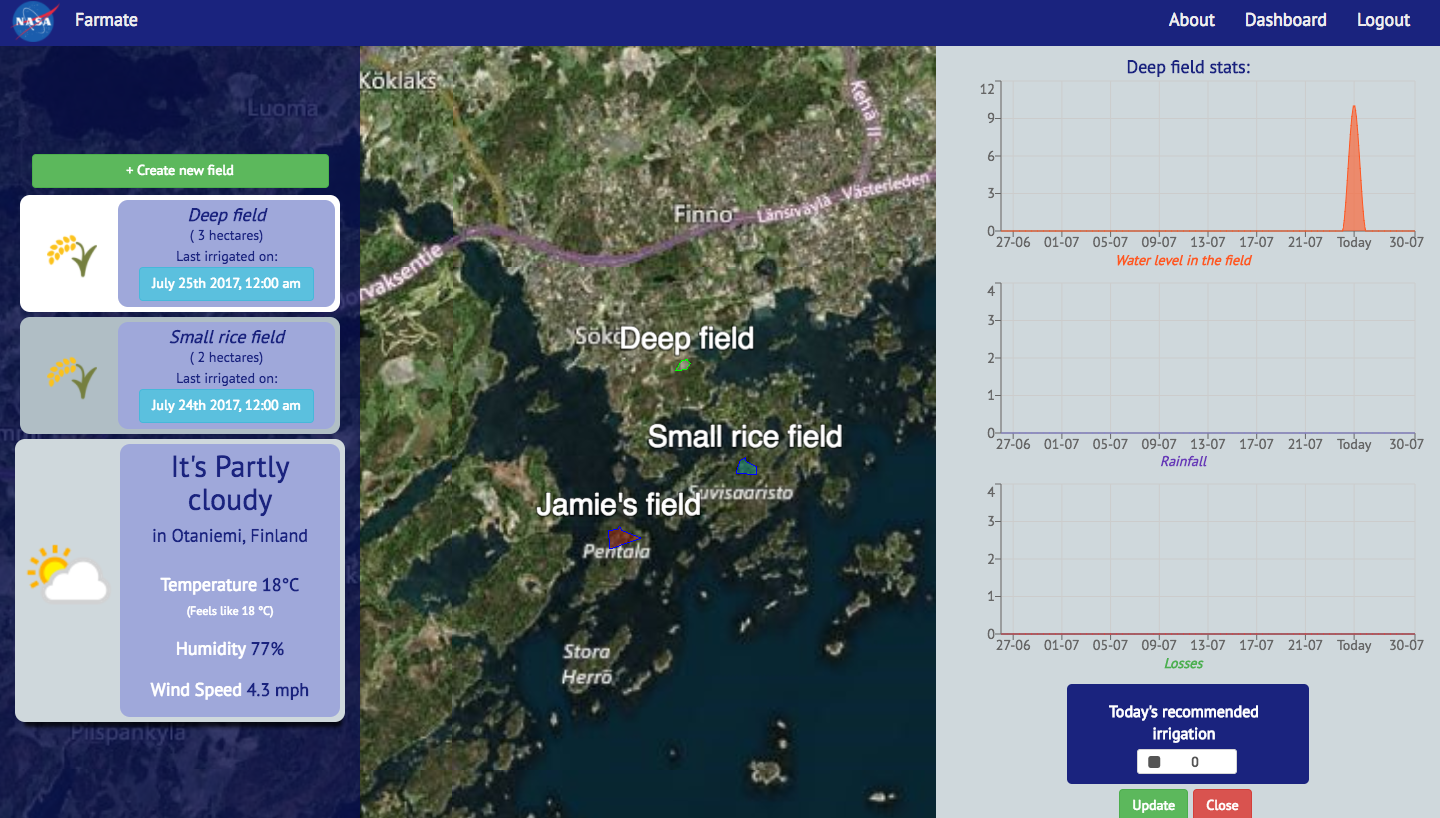 NASA
Farmate
About
Dashboard
Logout
Luoma
+ Create new field
Deep field
( 3 hectares)
Last irrigated on:
July 25th 2017, 12:00 am
Small rice field
( 2 hectares)
Last irrigated on:
July 24th 2017, 12:00 am
It's Partly
cloudy
in Otaniemi, Finland
Temperature 18°C
(Feels like 18 °C)
Humidity 77%
Wind Speed 4.3 mph
Piispankylä
Köklaks
Kehä II
Västerleden
Länsiväylä
Finno
Deep field
Small rice field
Suvisaaristo
Jamie's field
Pentala
Stora
Herrö
Deep field stats:
12
9
6
3
0
27-06 01-07 05-07 09-07 13-07 17-07 21-07 Today 30-07
Water level in the field
4
3
2
1
0
27-06 01-07 05-07 09-07 13-07 17-07 21-07 Today 30-07
Rainfall
4
3
2
1
0
27-06 01-07 05-07 09-07 13-07 17-07 21-07 Today 30-07
Losses
Today's recommended
irrigation
0
Update
Close